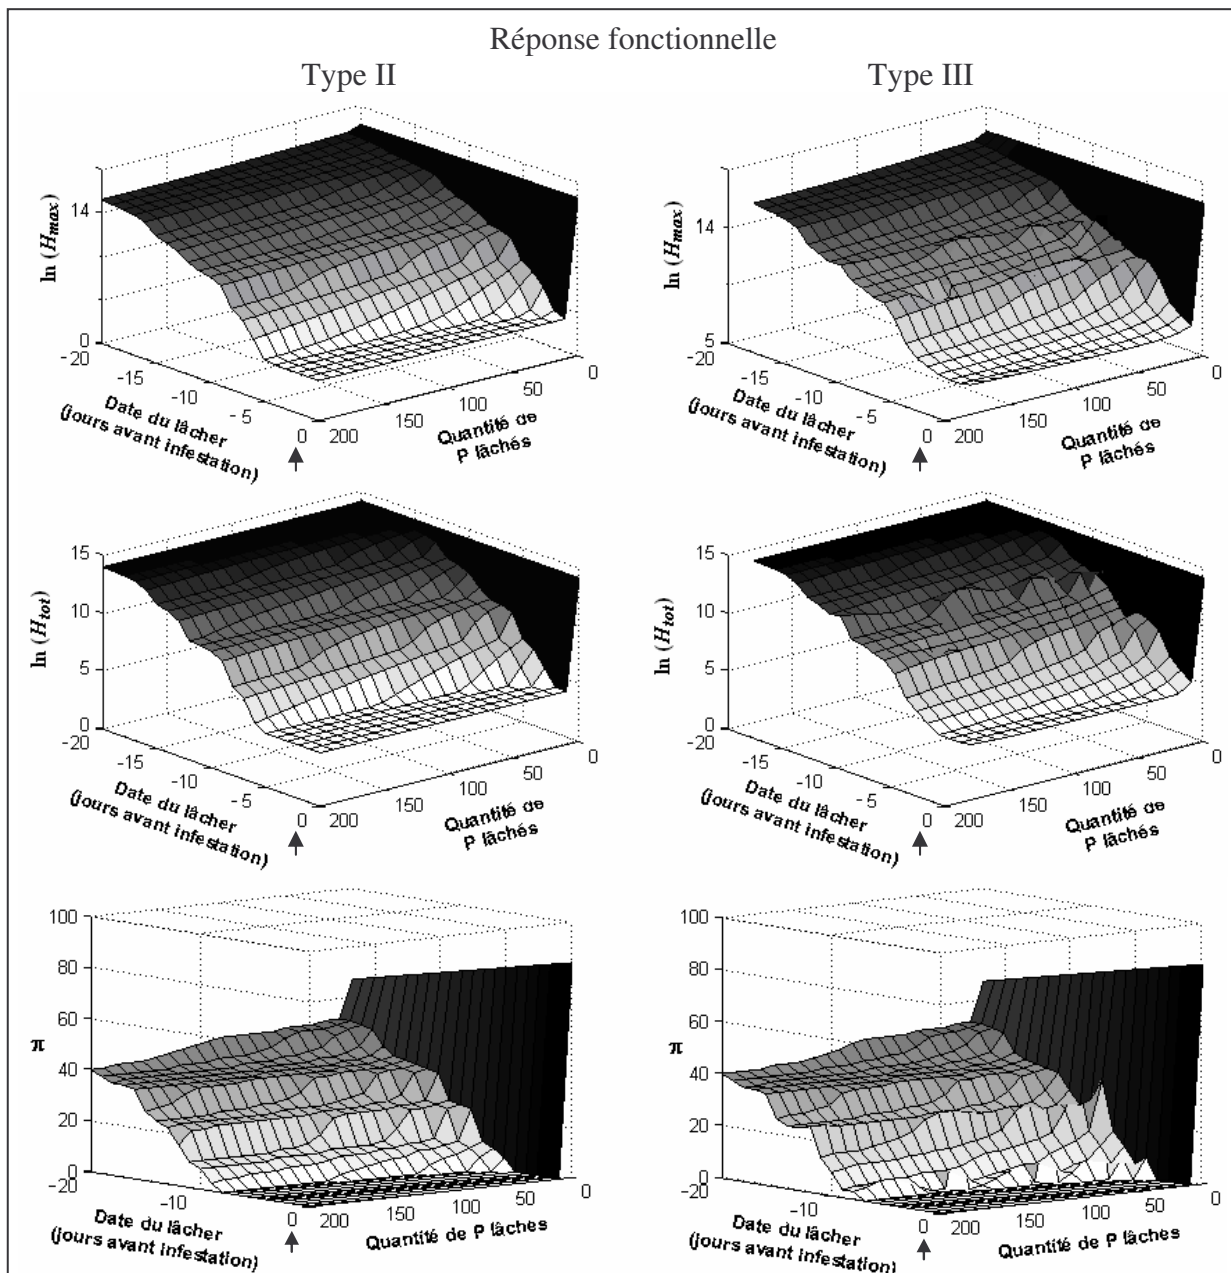 Réponse fonctionnelle
Type II
Type III
ln (Hmax)
14
0
-20
-15
-10
-5
0
Date du lâcher
(jours avant infestation)
200
150
100
50
0
Quantité de
P lâchés
ln (Hmax)
14
5
-20
-15
-10
-5
0
Date du lâcher
(jours avant infestation)
200
150
100
50
0
Quantité de
P lâchés
ln (Htot)
15
10
5
0
-20
-15
-10
-5
0
Date du lâcher
(jours avant infestation)
200
150
100
50
0
Quantité de
P lâchés
ln (Htot)
15
10
5
0
-20
-15
-10
-5
0
Date du lâcher
(jours avant infestation)
200
150
100
50
0
Quantité de
P lâchés
π
100
80
60
40
20
0
-20
-10
0
Date du lâcher
(jours avant infestation)
200
150
100
50
0
Quantité de P lâches
π
100
80
60
40
20
0
-20
-10
0
Date du lâcher
(jours avant infestation)
200
150
100
50
0
Quantité de P lâches